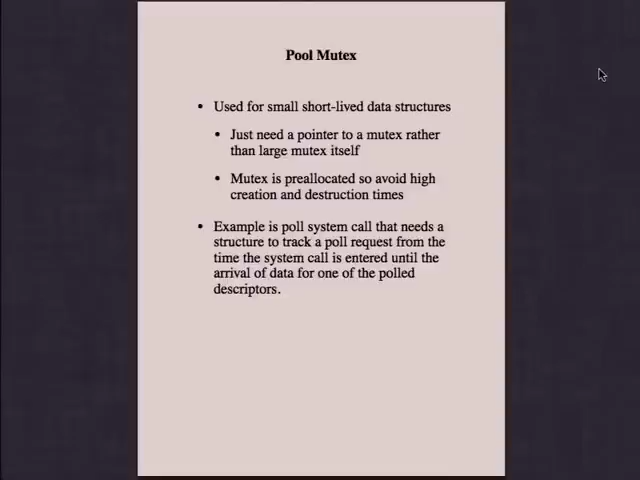 Pool Mutex
• Used for small short-lived data structures
• Just need a pointer to a mutex rather
than large mutex itself
• Mutex is preallocated so avoid high
creation and destruction times
• Example is poll system call that needs a
structure to track a poll request from the
time the system call is entered until the
arrival of data for one of the polled
descriptors.